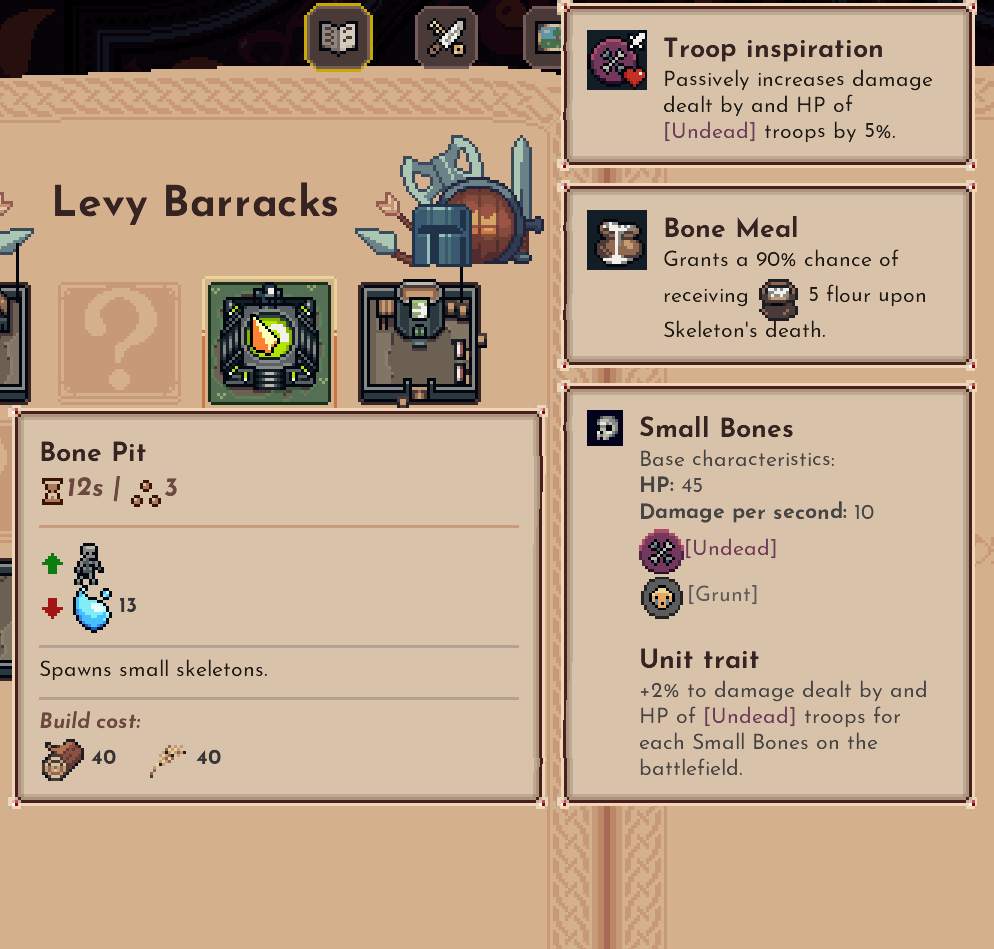 Levy Barracks
?
Bone Pit
12s | 3
13
Spawns small skeletons.
Build cost:
40 40
Troop inspiration
Passively increases damage
dealt by and HP of
[Undead] troops by 5%.
Bone Meal
Grants a 90% chance of
receiving 5 flour upon
Skeleton's death.
Small Bones
Base characteristics:
HP: 45
Damage per second: 10
[Undead]
[Grunt]
Unit trait
+2% to damage dealt by and
HP of [Undead] troops for
each Small Bones on the
battlefield.